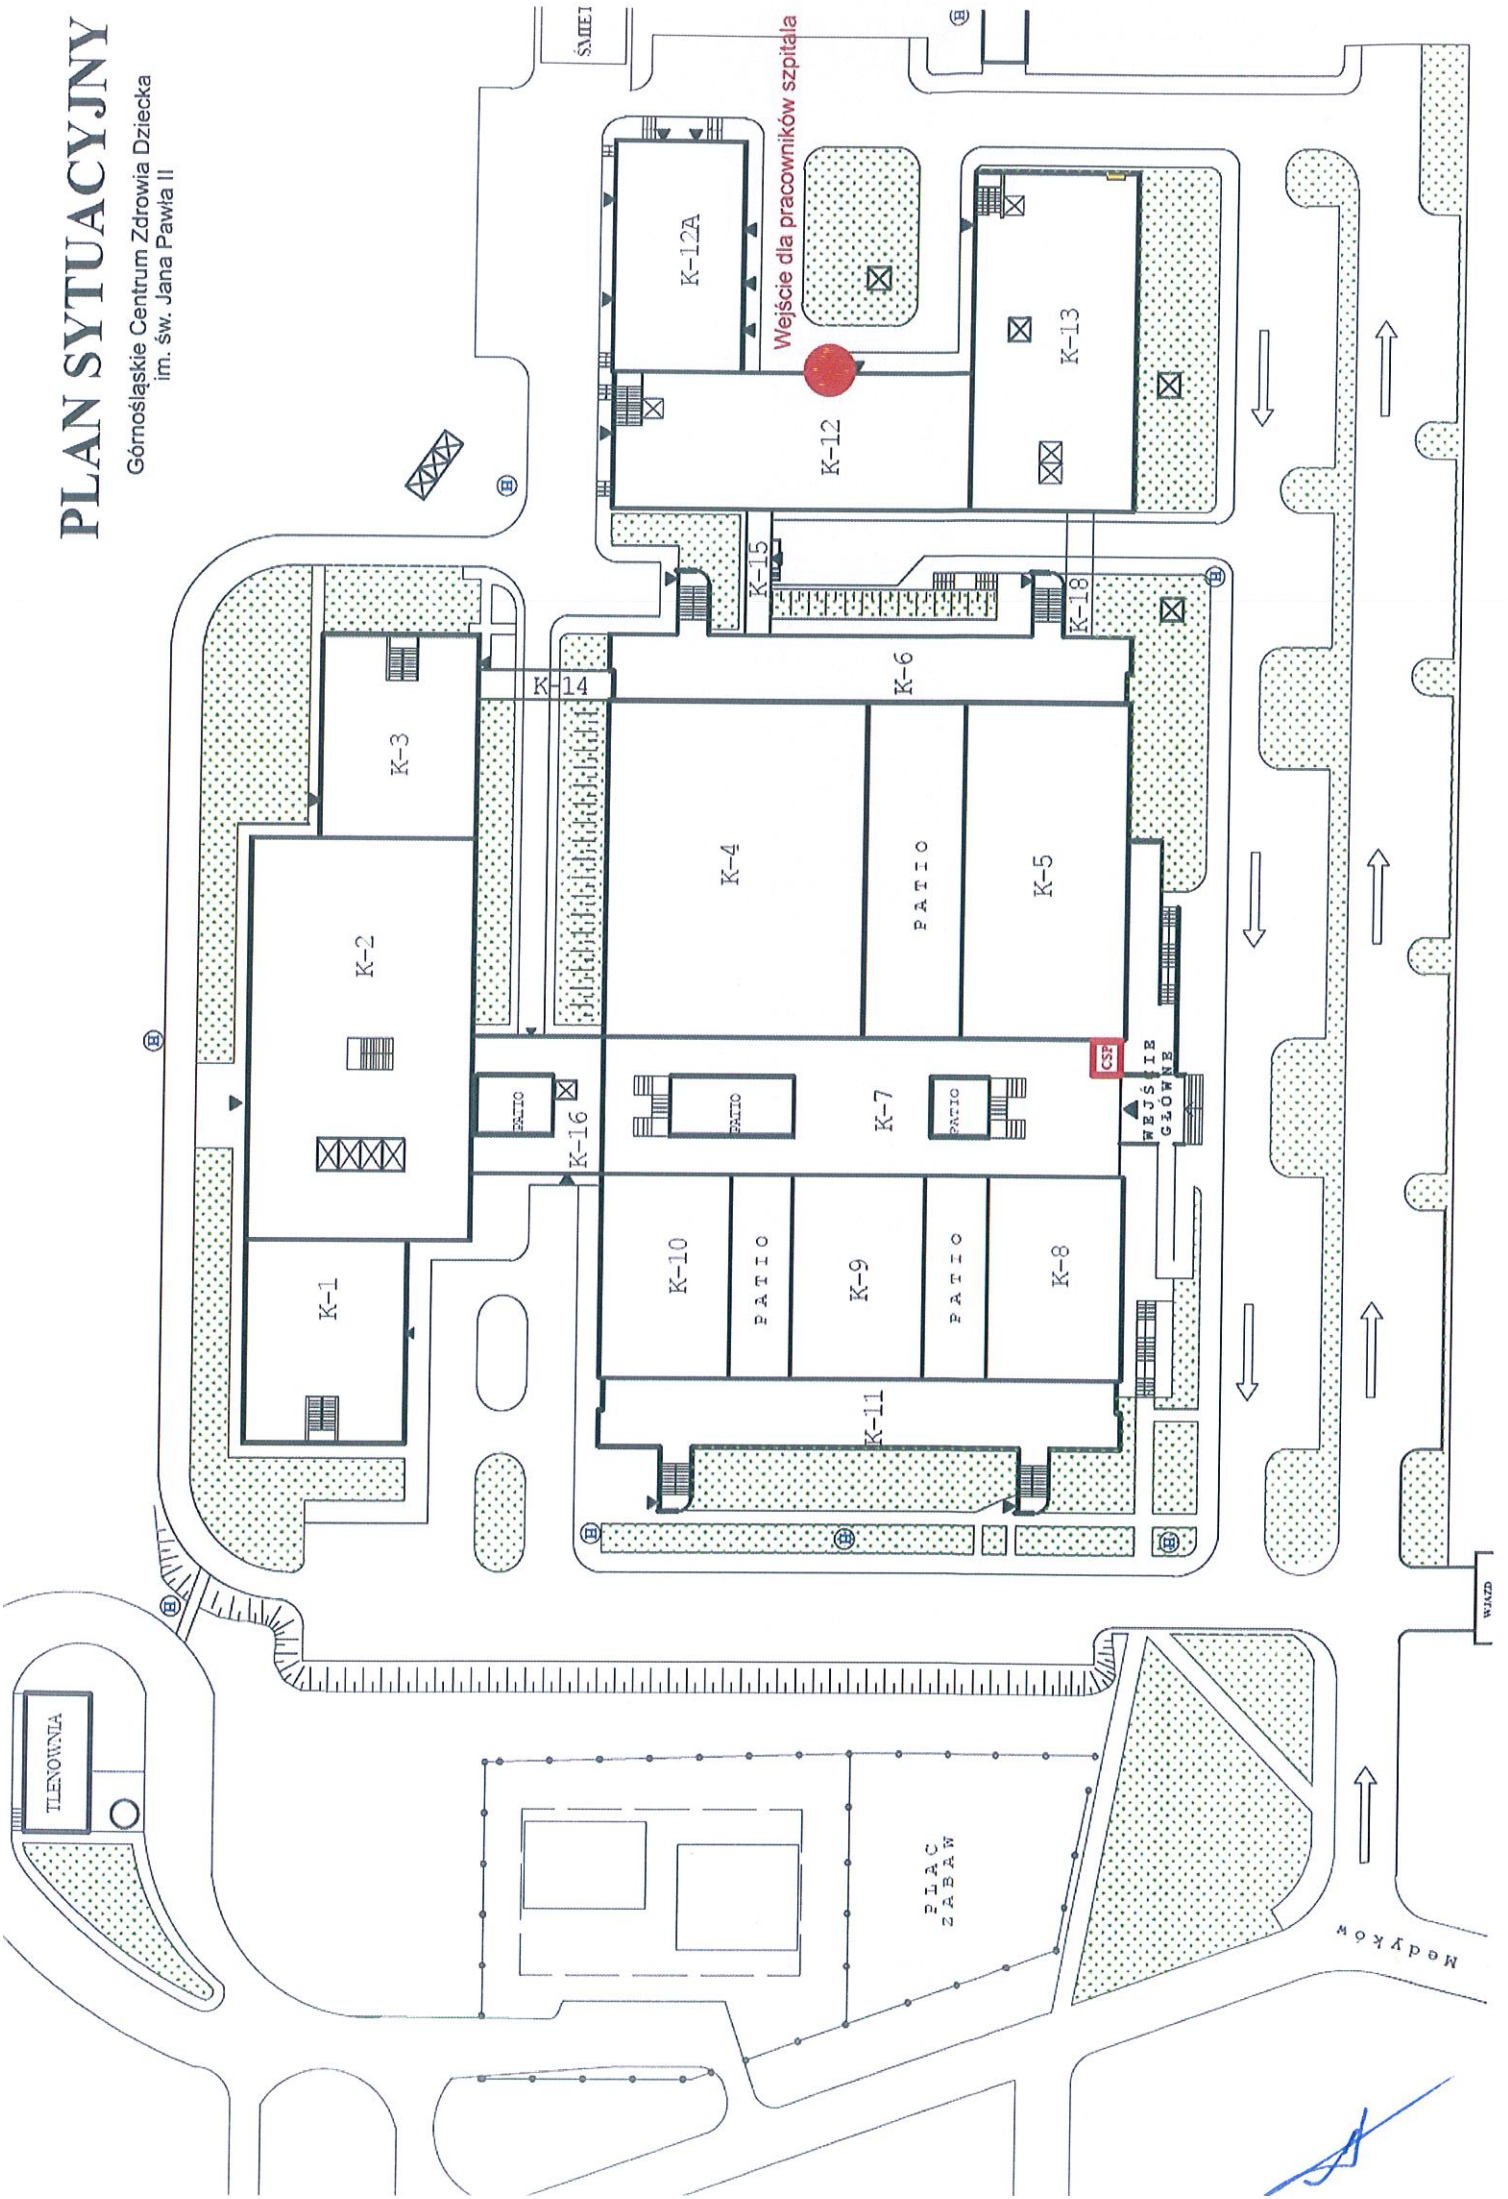 PLAN SYTUACYJNY
Górnośląskie Centrum Zdrowia Dziecka
im. św. Jana Pawła II
TLENOWNIA
H
H
K-1
K-2
K-3
H
ŚMIET
PATIO
K-16
K-14
H
K-10
K-12A
PATIO
PATIO
K-4
K-15
Wejście dla pracowników szpitala
H
K-9
K-7
K-12
K-11
PATIO
K-6
H
PLAC
ZABAW
PATIO
PATIO
K-8
K-5
K-18
K-13
CSP
WEJŚCIE
GŁÓWNE
H
H
Medyków
WJAZD